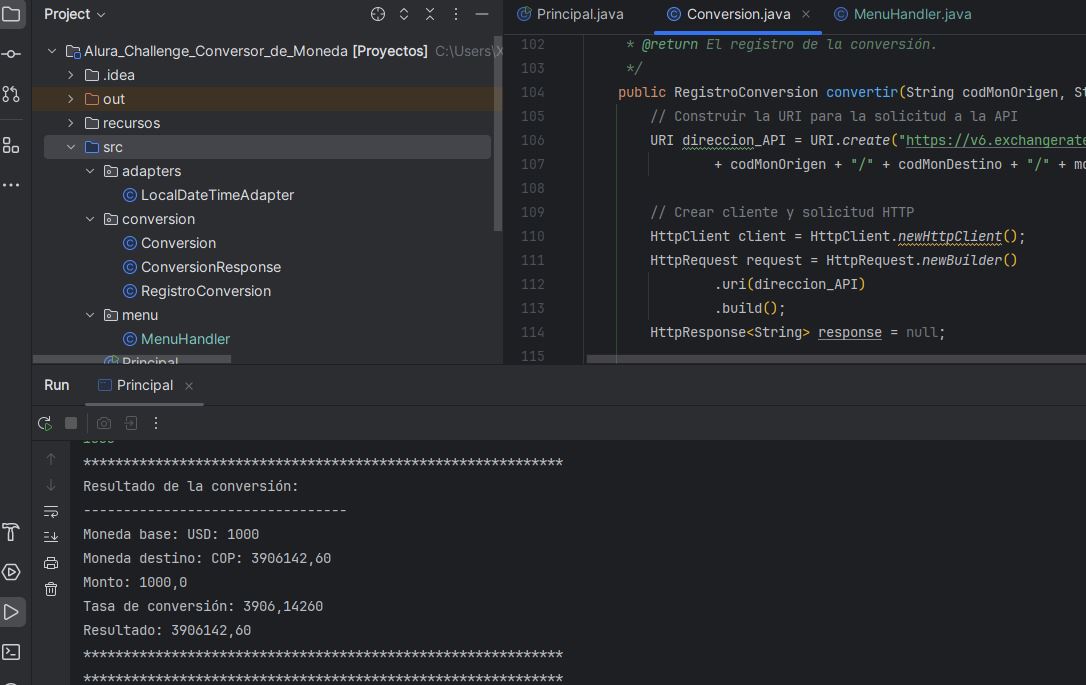 Project
Alura_Challenge_Conversor_de_Moneda [Proyectos] C:\Users\X
.idea
out
recursos
src
adapters
LocalDateTimeAdapter
conversion
Conversion
ConversionResponse
RegistroConversion
menu
MenuHandler
Principal
Principal.java
Conversion.java
MenuHandler.java
102 * @return El registro de la conversión.
103 */
104 public RegistroConversion convertir(String codMonOrigen, St
105 // Construir la URI para la solicitud a la API
106 URI direccion_API = URI.create("https://v6.exchangerate
107 + codMonOrigen + "/" + codMonDestino + "/" + mo
108
109 // Crear cliente y solicitud HTTP
110 HttpClient client = HttpClient.newHttpClient();
111 HttpRequest request = HttpRequest.newBuilder()
112 .uri(direccion_API)
113 .build();
114 HttpResponse<String> response = null;
115
Run Principal
1000
************************************************************
Resultado de la conversión:
---------------------------------
Moneda base: USD: 1000
Moneda destino: COP: 3906142,60
Monto: 1000,0
Tasa de conversión: 3906,14260
Resultado: 3906142,60
************************************************************
************************************************************